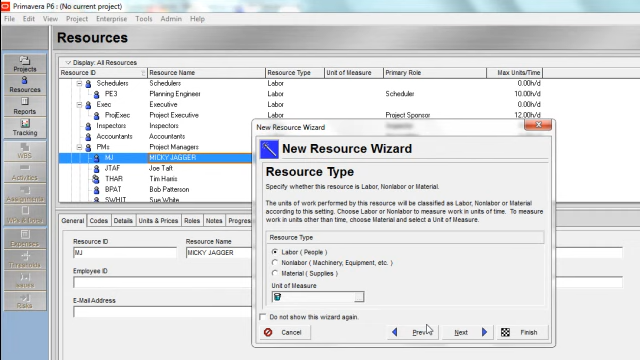 Primavera P6 : (No current project)
File Edit View Project Enterprise Tools Admin Help
Resources
Display: All Resources
Resource ID Resource Name Resource Type Unit of Measure Primary Role Max Units/Time
Schedulers Schedulers Labor 0.00h/d
PE3 Planning Engineer Labor Scheduler 10.00h/d
Exec Executive Labor 0.00h/d
ProjExec Project Executive Labor Project Sponsor 12.00h/d
Inspectors Inspectors
Accountants Accountants
PMs Project Managers
MJ MICKY JAGGER
JTAF Joe Taft
THAR Tim Harris
BPAT Bob Patterson
SWHIT Sue White
Projects
Resources
Reports
Tracking
WBS
Activities
Assignments
WPs & Docs
Expenses
Thresholds
Issues
Risks
General Codes Details Units & Prices Roles Notes Progress
Resource ID Resource Name
MJ MICKY JAGGER
Employee ID
E-Mail Address
New Resource Wizard
New Resource Wizard
Resource Type
Specify whether this resource is Labor, Nonlabor or Material.
The units of work performed by this resource will be classified as Labor, Nonlabor or Material
according to this setting. Choose Labor or Nonlabor to measure work in units of time. To measure
work in units other than time, choose Material and select a Unit of Measure.
Resource Type
Labor ( People )
Nonlabor ( Machinery, Equipment, etc. )
Material ( Supplies )
Unit of Measure
Do not show this wizard again.
Cancel Prev Next Finish